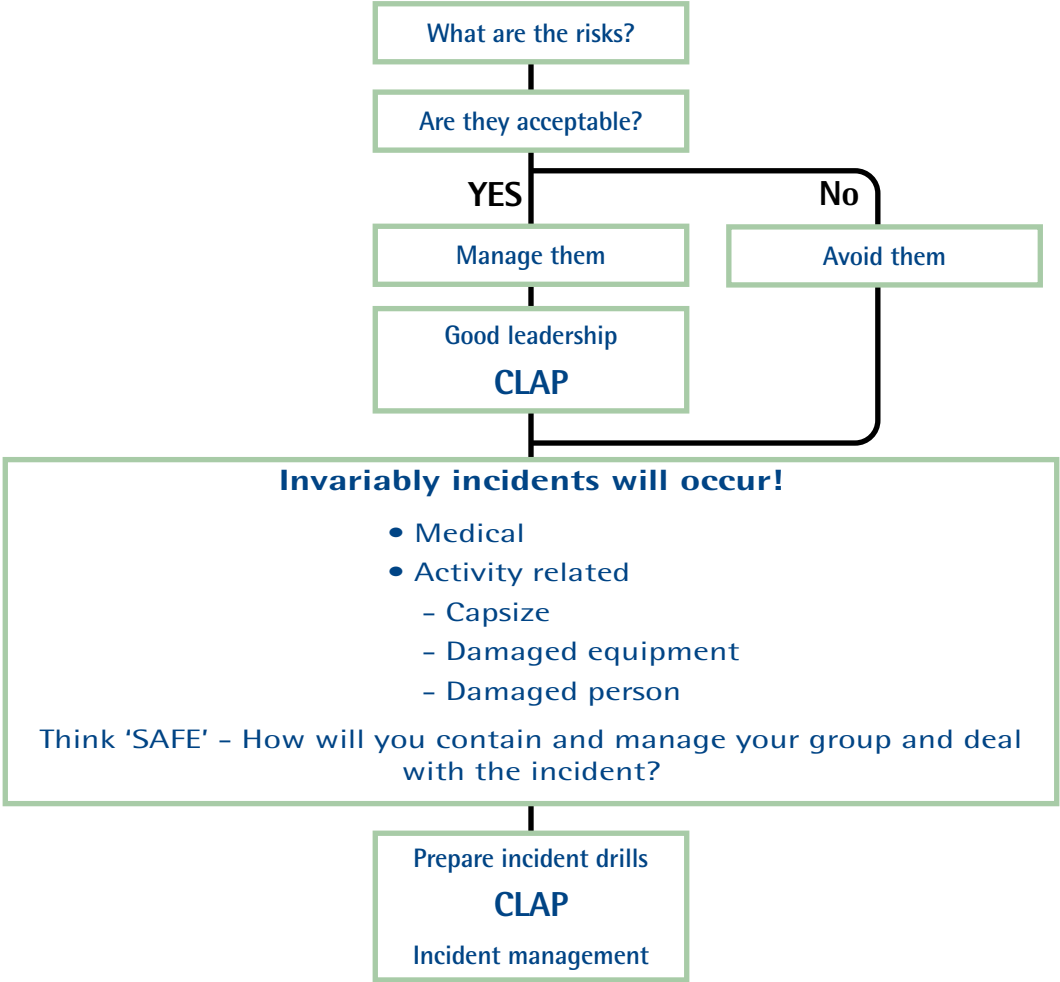 What are the risks?
Are they acceptable?
YES
No
Manage them
Avoid them
Good leadership
CLAP
Invariably incidents will occur!
• Medical
• Activity related
– Capsize
– Damaged equipment
– Damaged person
Think ‘SAFE’ – How will you contain and manage your group and deal
with the incident?
Prepare incident drills
CLAP
Incident management